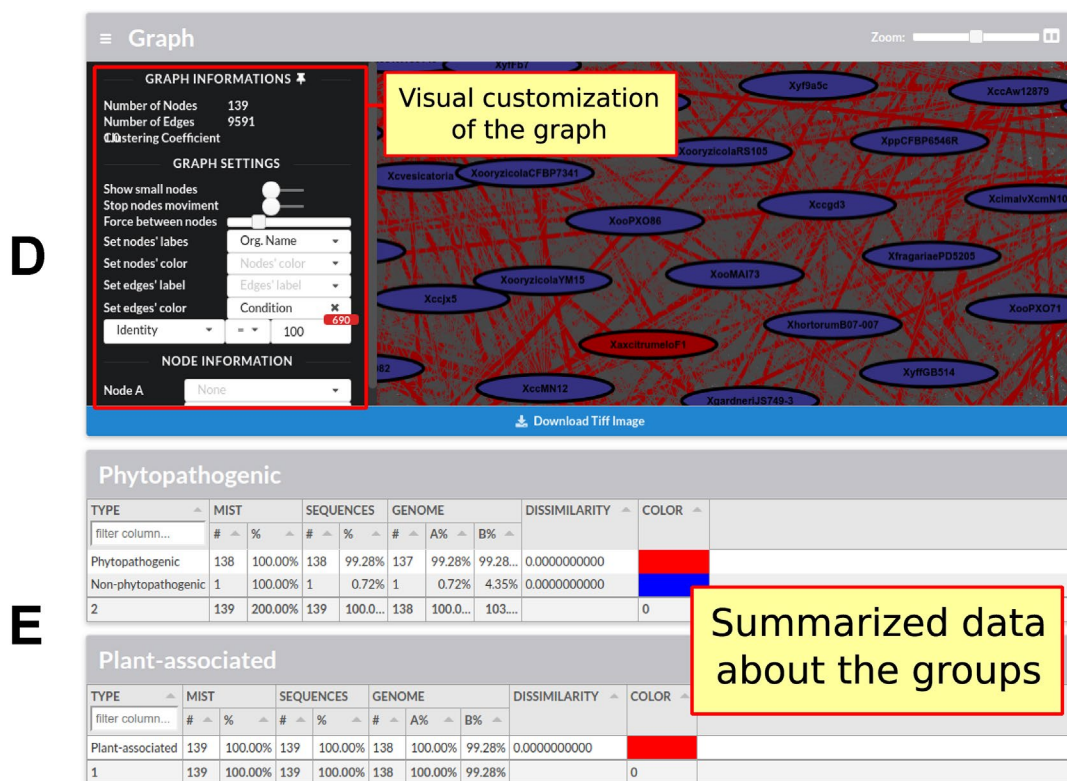 ≡ Graph
Zoom:
GRAPH INFORMATIONS
Number of Nodes 139
Number of Edges 9591
Clustering Coefficient
GRAPH SETTINGS
Show small nodes
Stop nodes moviment
Force between nodes
Set nodes' labes Org. Name
Set nodes' color Nodes' color
Set edges' label Edges' label
Set edges' color Condition ×
690
Identity = 100
NODE INFORMATION
Node A None
Visual customization
of the graph
XyfFb7
Xyf9a5c
XccAw12879
XooryzicolaRS105
XppCFBP6546R
Xcvesicatoria
XooryzicolaCFBP7341
Xccgd3
XcimalvXcmN10
XooPXO86
XfragariaePD5205
XooryzicolaYM15
XooMAI73
Xccjx5
XooPXO71
XhortorumB07-007
XaxcitrumeloF1
382
XyffGB514
XccMN12
XgardneriJS749-3
Download Tiff Image
D
Phytopathogenic
TYPE MIST SEQUENCES GENOME DISSIMILARITY COLOR
filter column... # % # % # A% B%
Phytopathogenic 138 100.00% 138 99.28% 137 99.28% 99.28... 0.0000000000
Non-phytopathogenic 1 100.00% 1 0.72% 1 0.72% 4.35% 0.0000000000
2 139 200.00% 139 100.0... 138 100.0... 103.... 0
E
Summarized data
about the groups
Plant-associated
TYPE MIST SEQUENCES GENOME DISSIMILARITY COLOR
filter column... # % # % # A% B%
Plant-associated 139 100.00% 139 100.00% 138 100.00% 99.28% 0.0000000000
1 139 100.00% 139 100.00% 138 100.00% 99.28% 0